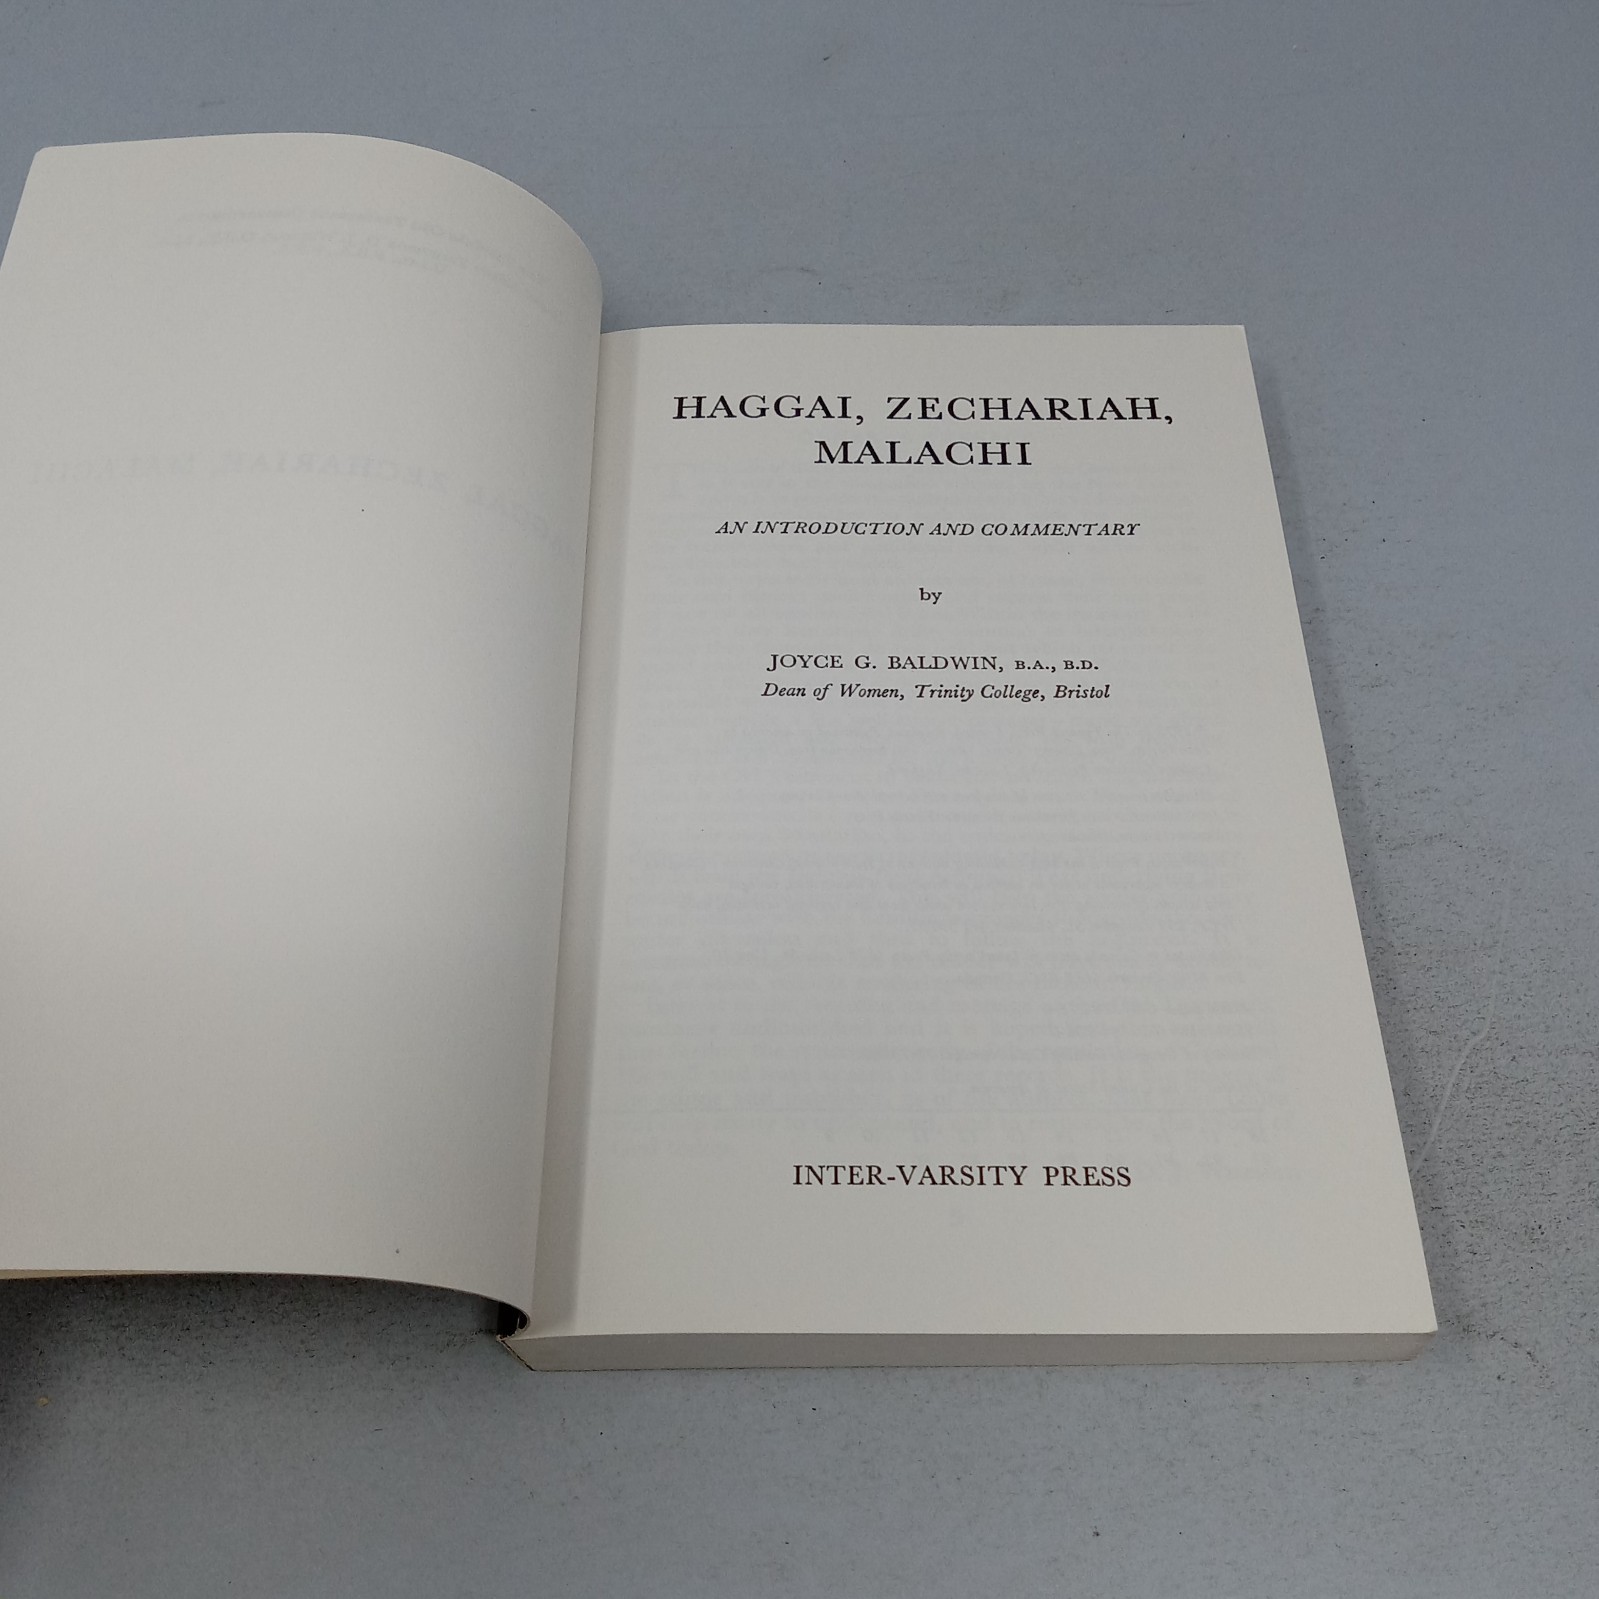 HAGGAI, ZECHARIAH,
MALACHI
AN INTRODUCTION AND COMMENTARY
by
JOYCE G. BALDWIN, B.A., B.D.
Dean of Women, Trinity College, Bristol
INTER-VARSITY PRESS